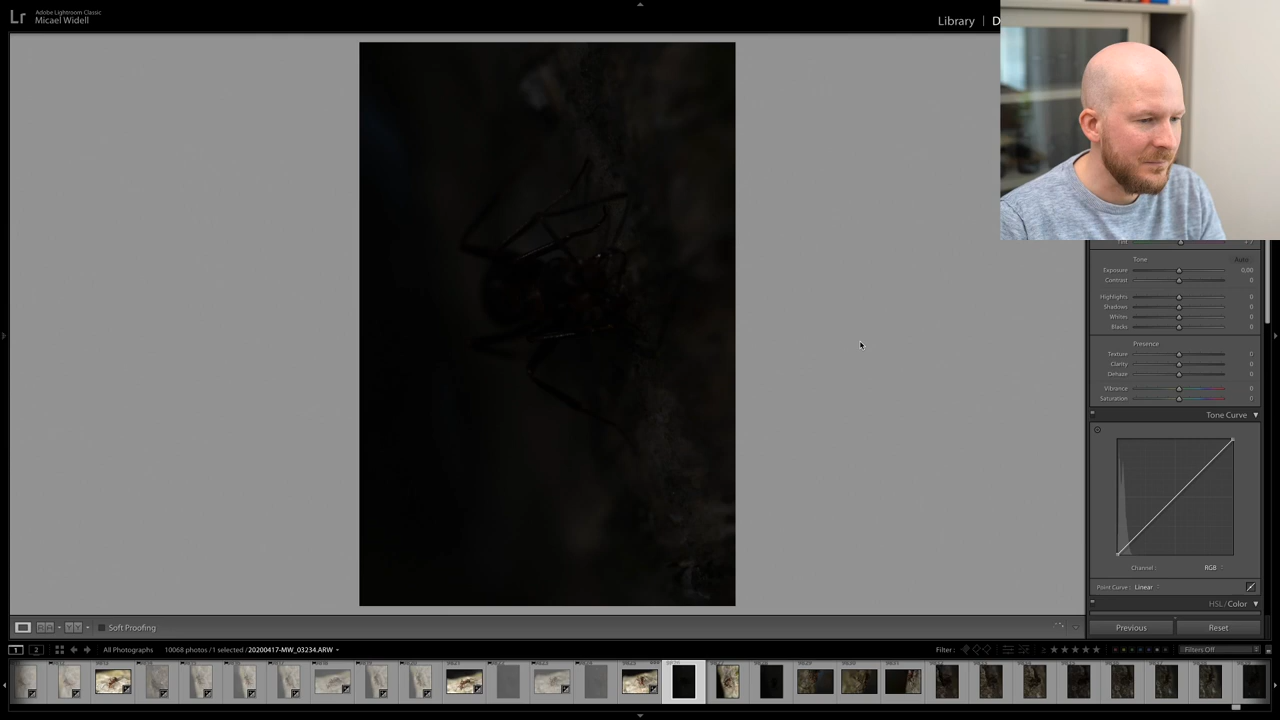 Lr
Adobe Lightroom Classic
Micael Widell
Library
Tone
Auto
Exposure 0,00
Contrast 0
Highlights 0
Shadows 0
Whites 0
Blacks 0
Presence
Texture 0
Clarity 0
Dehaze 0
Vibrance 0
Saturation 0
Tone Curve
Channel : RGB
Point Curve : Linear
HSL / Color
Previous
Reset
Soft Proofing
1 2
All Photographs
10068 photos / 1 selected / 20200417-MW_03234.ARW
Filter :
Filters Off